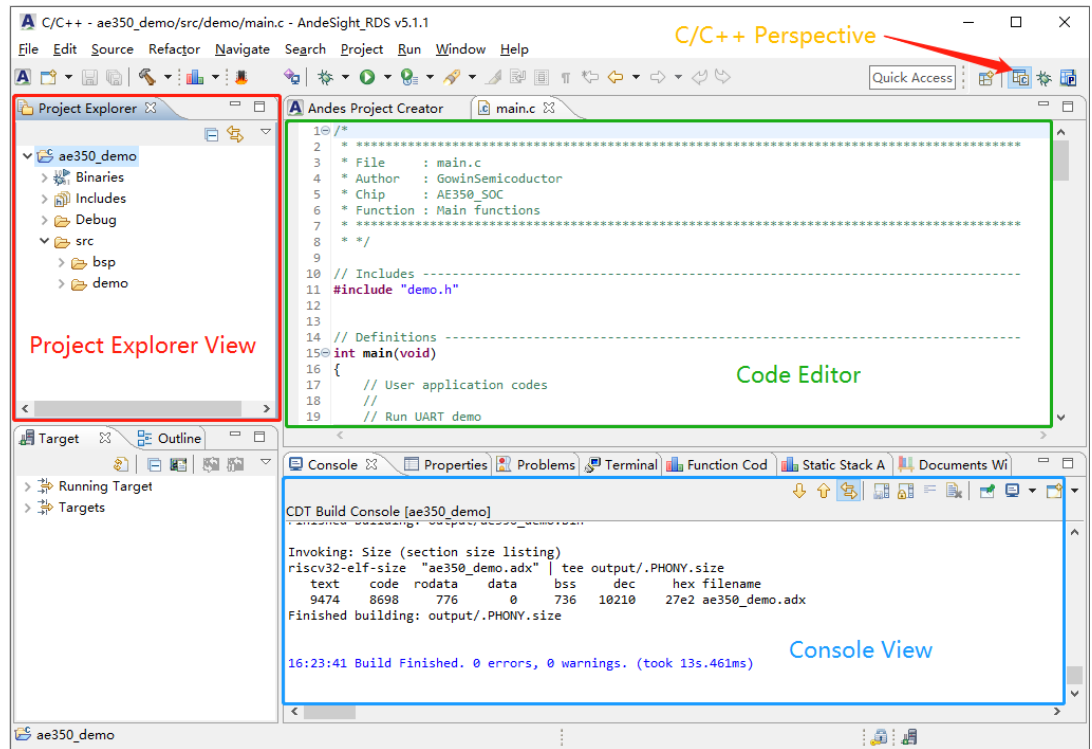 C/C++ - ae350_demo/src/demo/main.c - AndeSight_RDS v5.1.1
File Edit Source Refactor Navigate Search Project Run Window Help
C/C++ Perspective
Quick Access
Project Explorer
ae350_demo
Binaries
Includes
Debug
src
bsp
demo
Project Explorer View
Andes Project Creator main.c
1 /*
2 * ******************************************************************************************
3 * File : main.c
4 * Author : GowinSemicoductor
5 * Chip : AE350_SOC
6 * Function : Main functions
7 * ******************************************************************************************
8 * */
9
10 // Includes ---------------------------------------------------------------------------------
11 #include "demo.h"
12
13
14 // Definitions ------------------------------------------------------------------------------
15 int main(void)
16 {
17 // User application codes
18 //
19 // Run UART demo
Code Editor
Target Outline
Running Target
Targets
Console Properties Problems Terminal Function Cod Static Stack A Documents Wi
CDT Build Console [ae350_demo]
Finished building: output/ae350_demo.bin
Invoking: Size (section size listing)
riscv32-elf-size "ae350_demo.adx" | tee output/.PHONY.size
text code rodata data bss dec hex filename
9474 8698 776 0 736 10210 27e2 ae350_demo.adx
Finished building: output/.PHONY.size
16:23:41 Build Finished. 0 errors, 0 warnings. (took 13s.461ms)
Console View
ae350_demo